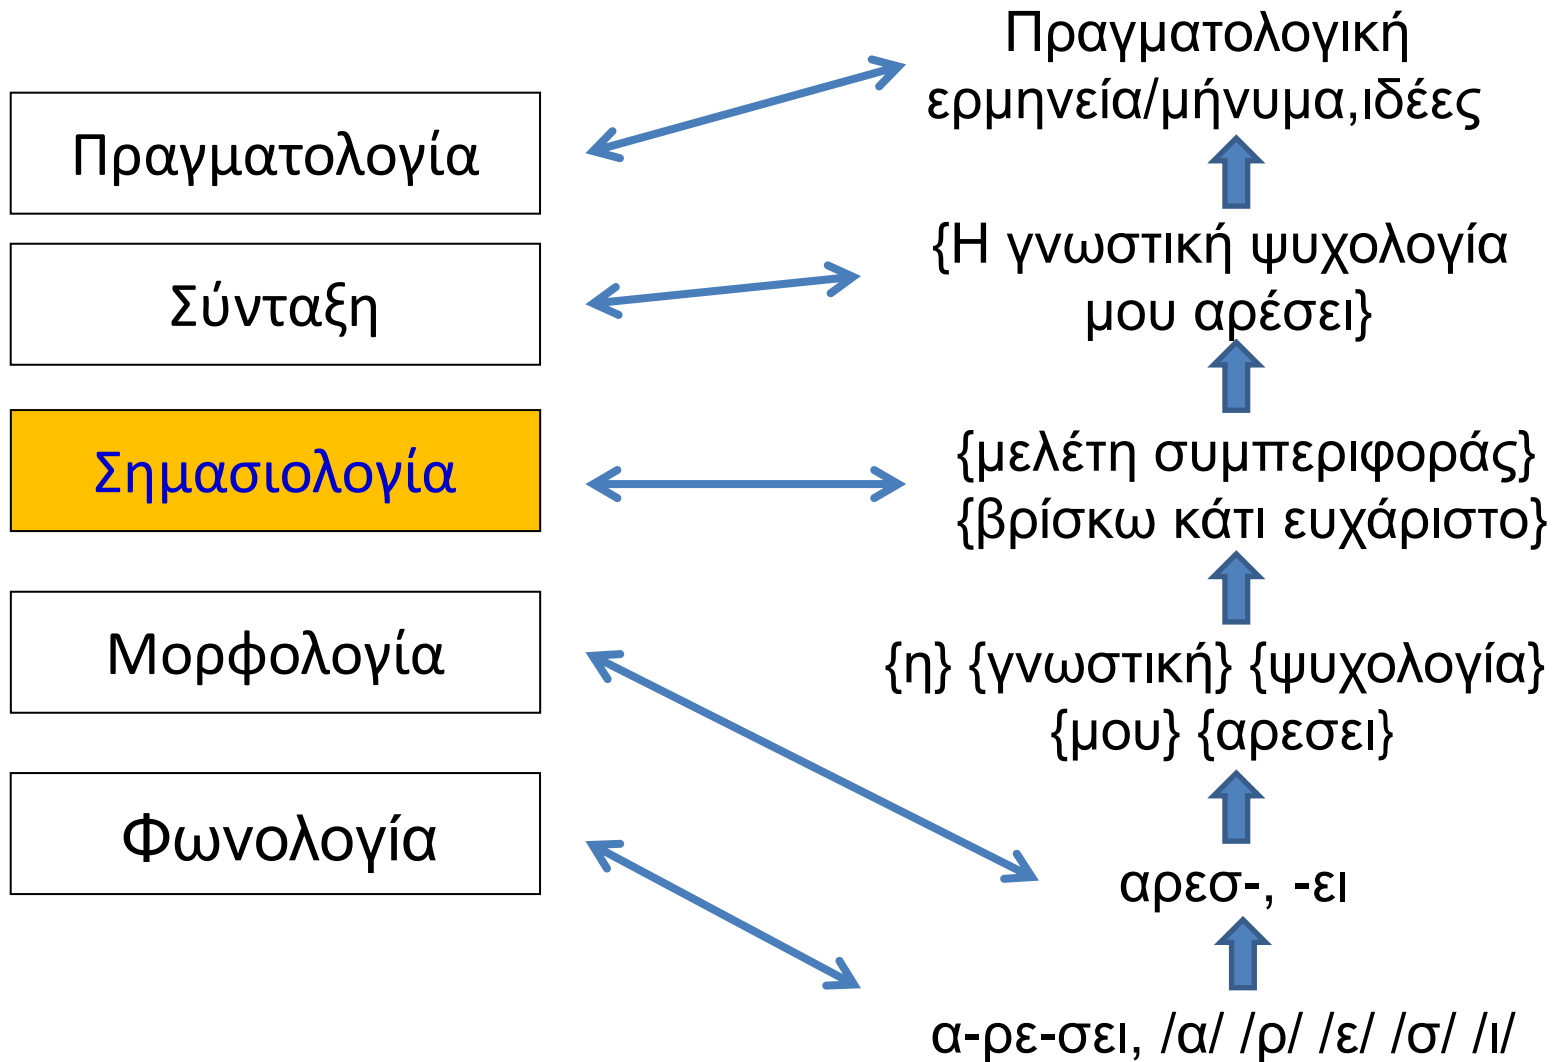 Πραγματολογία
Σύνταξη
Σημασιολογία
Μορφολογία
Φωνολογία
Πραγματολογική
ερμηνεία/μήνυμα,ιδέες
{Η γνωστική ψυχολογία
μου αρέσει}
{μελέτη συμπεριφοράς}
{βρίσκω κάτι ευχάριστο}
{η} {γνωστική} {ψυχολογία}
{μου} {αρεσει}
αρεσ-, -ει
α-ρε-σει, /α/ /ρ/ /ε/ /σ/ /ι/